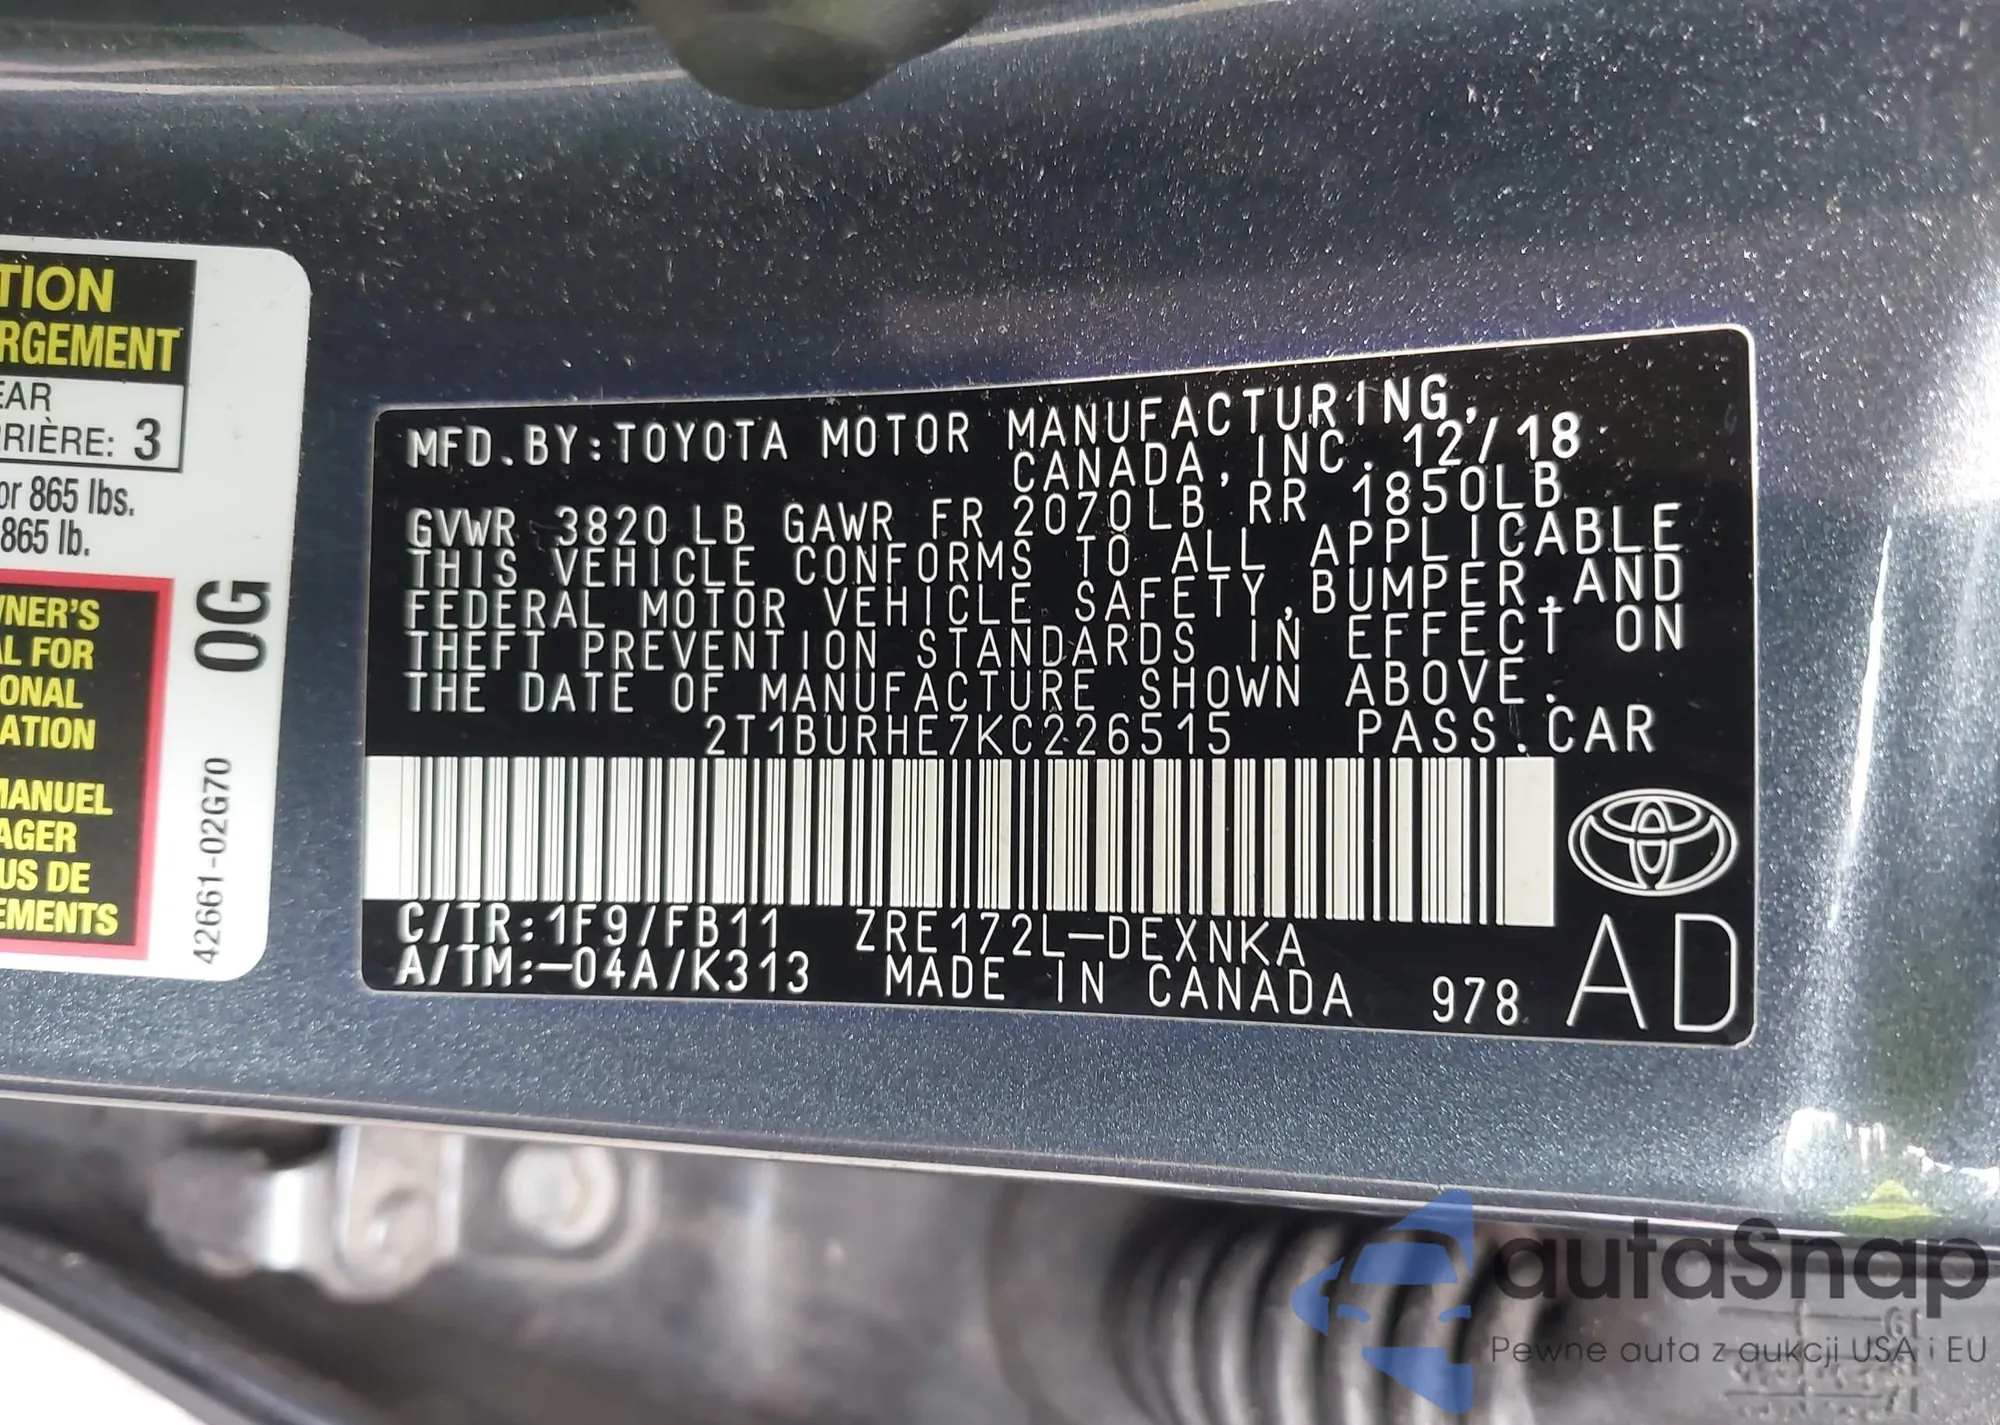 TION
RGEMENT
EAR
RRIÈRE: 3
or 865 lbs.
865 lb.
WNER'S
AL FOR
ONAL
ATION
MANUEL
AGER
US DE
EMENTS
0G
42661-02G70
MFD.BY:TOYOTA MOTOR MANUFACTURING,
CANADA,INC. 12/18
GVWR 3820 LB GAWR FR 2070LB RR 1850LB
THIS VEHICLE CONFORMS TO ALL APPLICABLE
FEDERAL MOTOR VEHICLE SAFETY,BUMPER,AND
THEFT PREVENTION STANDARDS IN EFFECT ON
THE DATE OF MANUFACTURE SHOWN ABOVE.
2T1BURHE7KC226515 PASS.CAR
C/TR:1F9/FB11 ZRE172L-DEXNKA
A/TM:-04A/K313 MADE IN CANADA 978
AD
autaSnap
Pewne auta z aukcji USA i EU